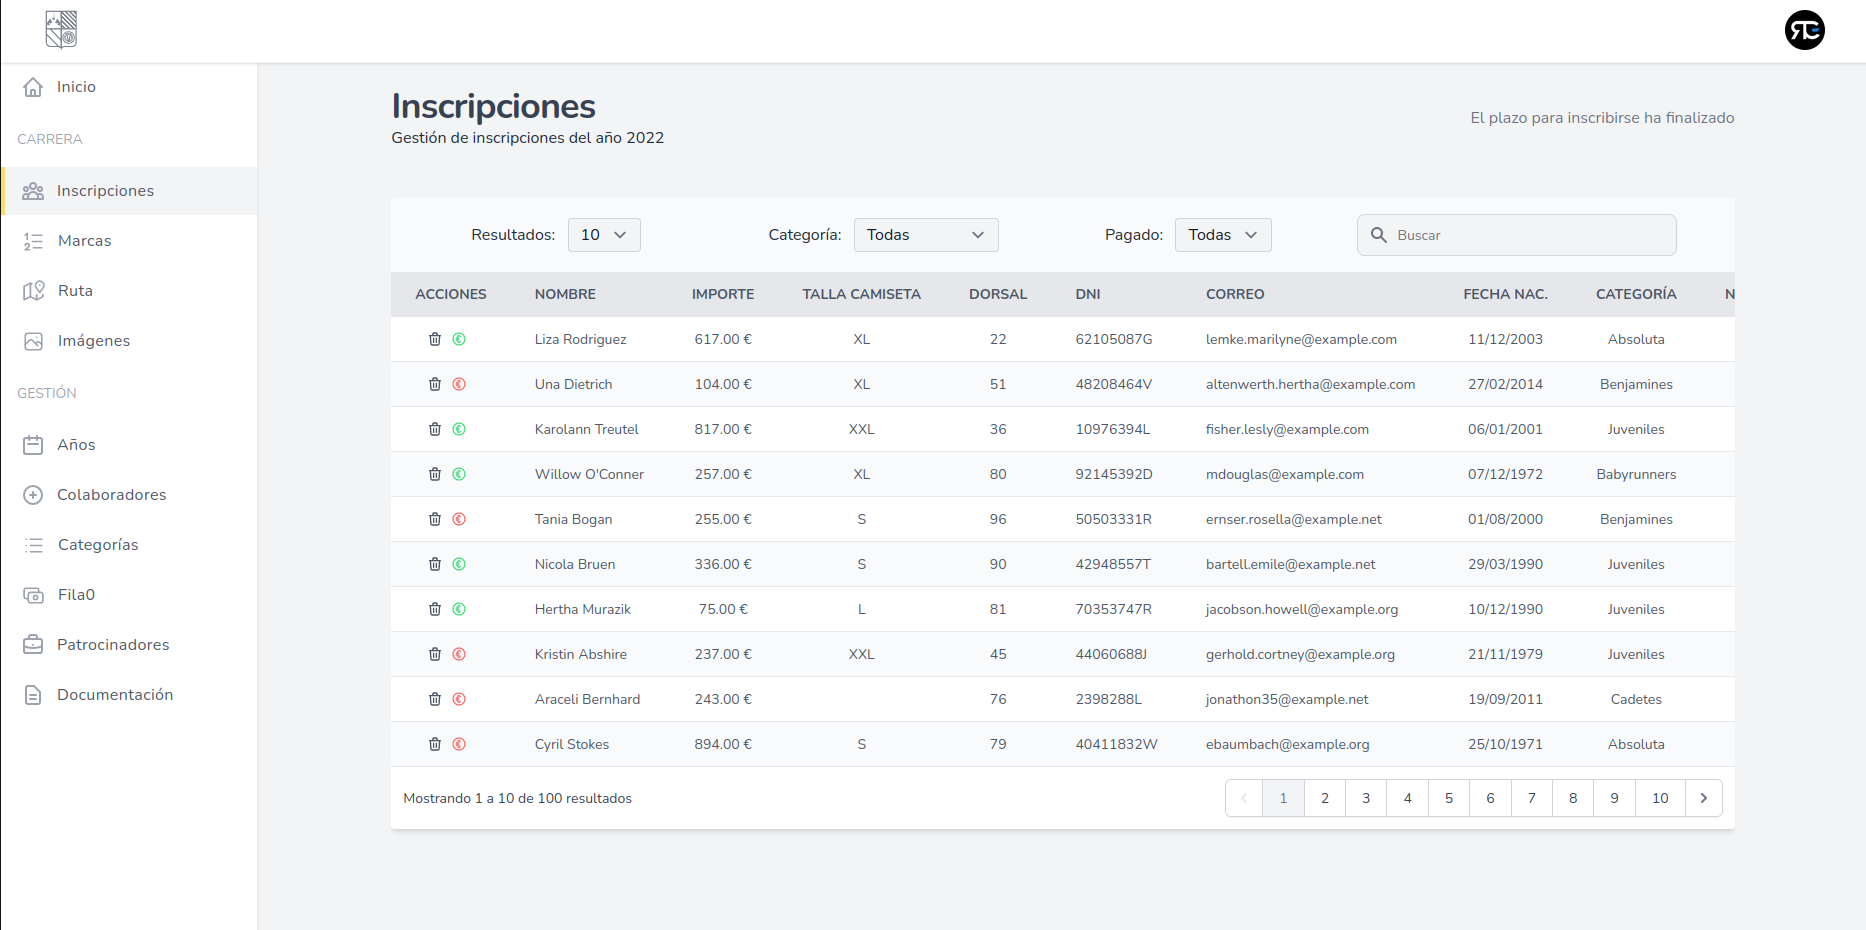 Inicio
CARRERA
Inscripciones
Marcas
Ruta
Imágenes
GESTIÓN
Años
Colaboradores
Categorías
Fila0
Patrocinadores
Documentación
Inscripciones
Gestión de inscripciones del año 2022
El plazo para inscribirse ha finalizado
Resultados: 10 Categoría: Todas Pagado: Todas Buscar
ACCIONES NOMBRE IMPORTE TALLA CAMISETA DORSAL DNI CORREO FECHA NAC. CATEGORÍA N
Liza Rodriguez 617.00 € XL 22 62105087G lemke.marilyne@example.com 11/12/2003 Absoluta
Una Dietrich 104.00 € XL 51 48208464V altenwerth.hertha@example.com 27/02/2014 Benjamines
Karolann Treutel 817.00 € XXL 36 10976394L fisher.lesly@example.com 06/01/2001 Juveniles
Willow O'Conner 257.00 € XL 80 92145392D mdouglas@example.com 07/12/1972 Babyrunners
Tania Bogan 255.00 € S 96 50503331R ernser.rosella@example.net 01/08/2000 Benjamines
Nicola Bruen 336.00 € S 90 42948557T bartell.emile@example.net 29/03/1990 Juveniles
Hertha Murazik 75.00 € L 81 70353747R jacobson.howell@example.org 10/12/1990 Juveniles
Kristin Abshire 237.00 € XXL 45 44060688J gerhold.cortney@example.org 21/11/1979 Juveniles
Araceli Bernhard 243.00 € 76 2398288L jonathon35@example.net 19/09/2011 Cadetes
Cyril Stokes 894.00 € S 79 40411832W ebaumbach@example.org 25/10/1971 Absoluta
Mostrando 1 a 10 de 100 resultados
1 2 3 4 5 6 7 8 9 10